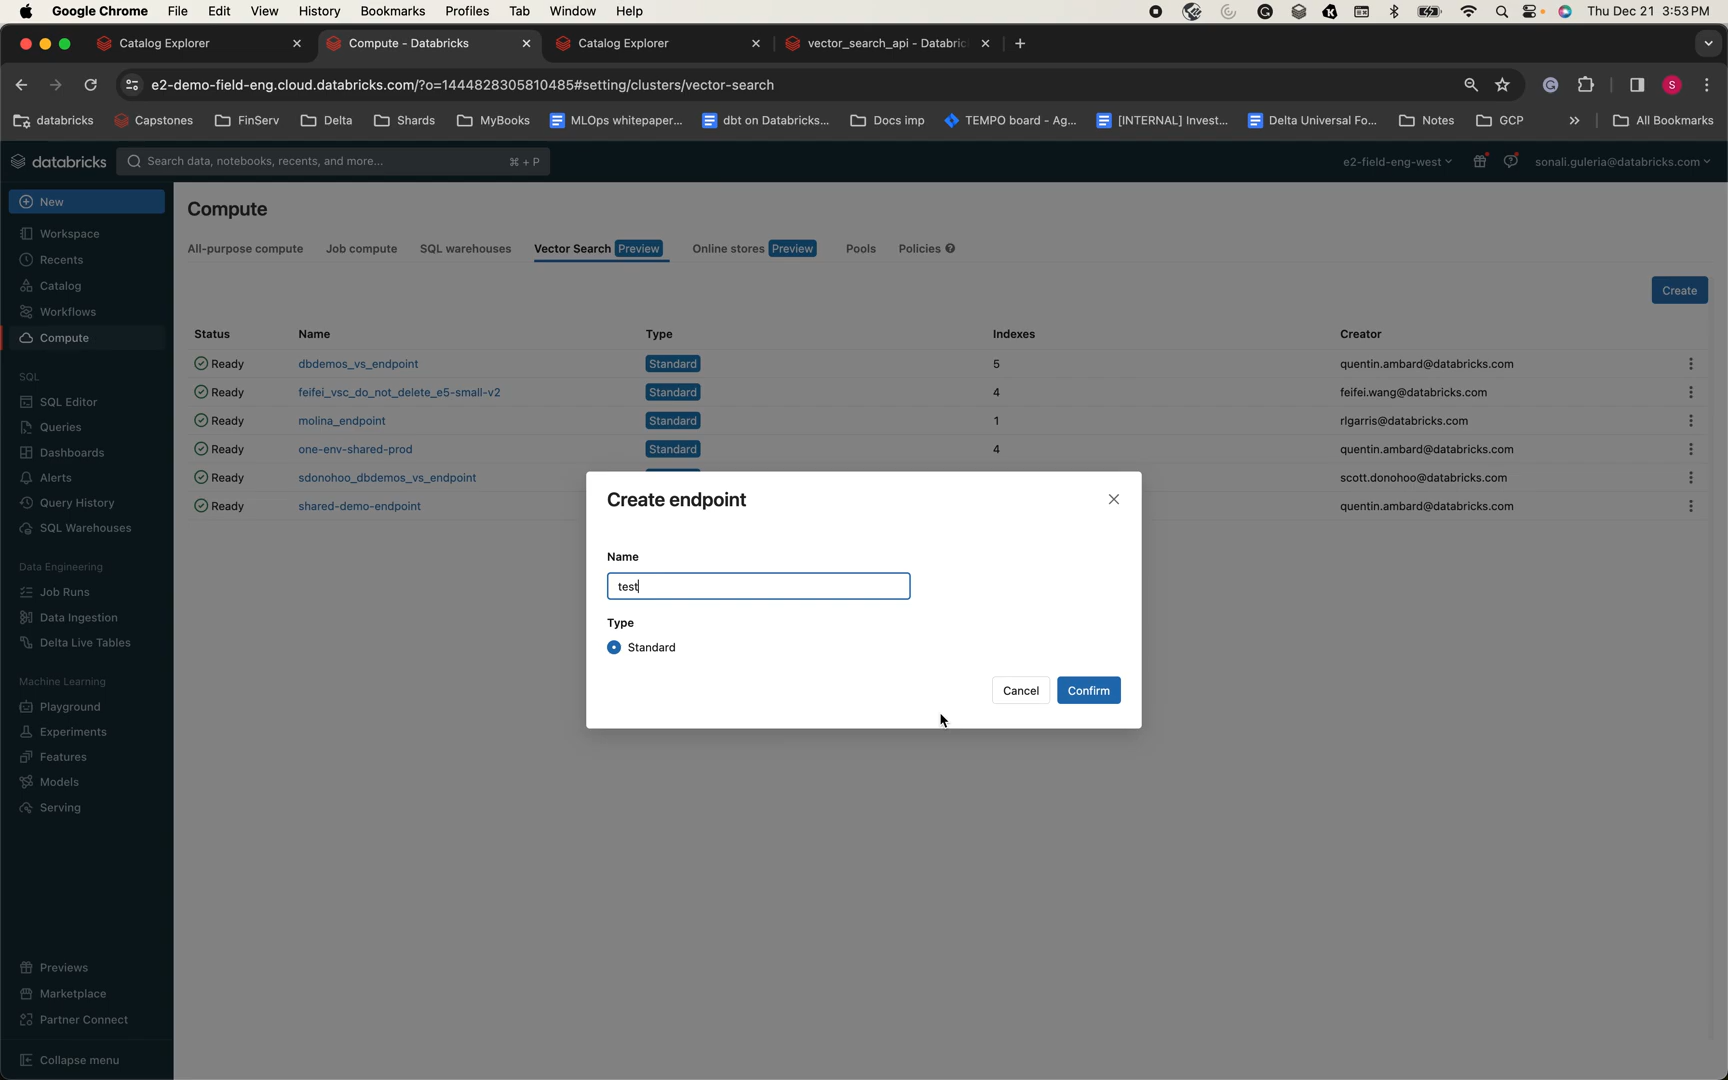 Google Chrome File Edit View History Bookmarks Profiles Tab Window Help Thu Dec 21 3:53 PM
Catalog Explorer Compute - Databricks Catalog Explorer vector_search_api - Databric
e2-demo-field-eng.cloud.databricks.com/?o=1444828305810485#setting/clusters/vector-search
databricks Capstones FinServ Delta Shards MyBooks MLOps whitepaper... dbt on Databricks... Docs imp TEMPO board - Ag... [INTERNAL] Invest... Delta Universal Fo... Notes GCP » All Bookmarks
databricks Search data, notebooks, recents, and more... ⌘ + P e2-field-eng-west sonali.guleria@databricks.com
New
Workspace
Recents
Catalog
Workflows
Compute
SQL
SQL Editor
Queries
Dashboards
Alerts
Query History
SQL Warehouses
Data Engineering
Job Runs
Data Ingestion
Delta Live Tables
Machine Learning
Playground
Experiments
Features
Models
Serving
Previews
Marketplace
Partner Connect
Collapse menu
Compute
All-purpose compute Job compute SQL warehouses Vector Search Preview Online stores Preview Pools Policies
Create
Status Name Type Indexes Creator
Ready dbdemos_vs_endpoint Standard 5 quentin.ambard@databricks.com
Ready feifei_vsc_do_not_delete_e5-small-v2 Standard 4 feifei.wang@databricks.com
Ready molina_endpoint Standard 1 rlgarris@databricks.com
Ready one-env-shared-prod Standard 4 quentin.ambard@databricks.com
Ready sdonohoo_dbdemos_vs_endpoint scott.donohoo@databricks.com
Ready shared-demo-endpoint quentin.ambard@databricks.com
Create endpoint
Name
test
Type
Standard
Cancel Confirm